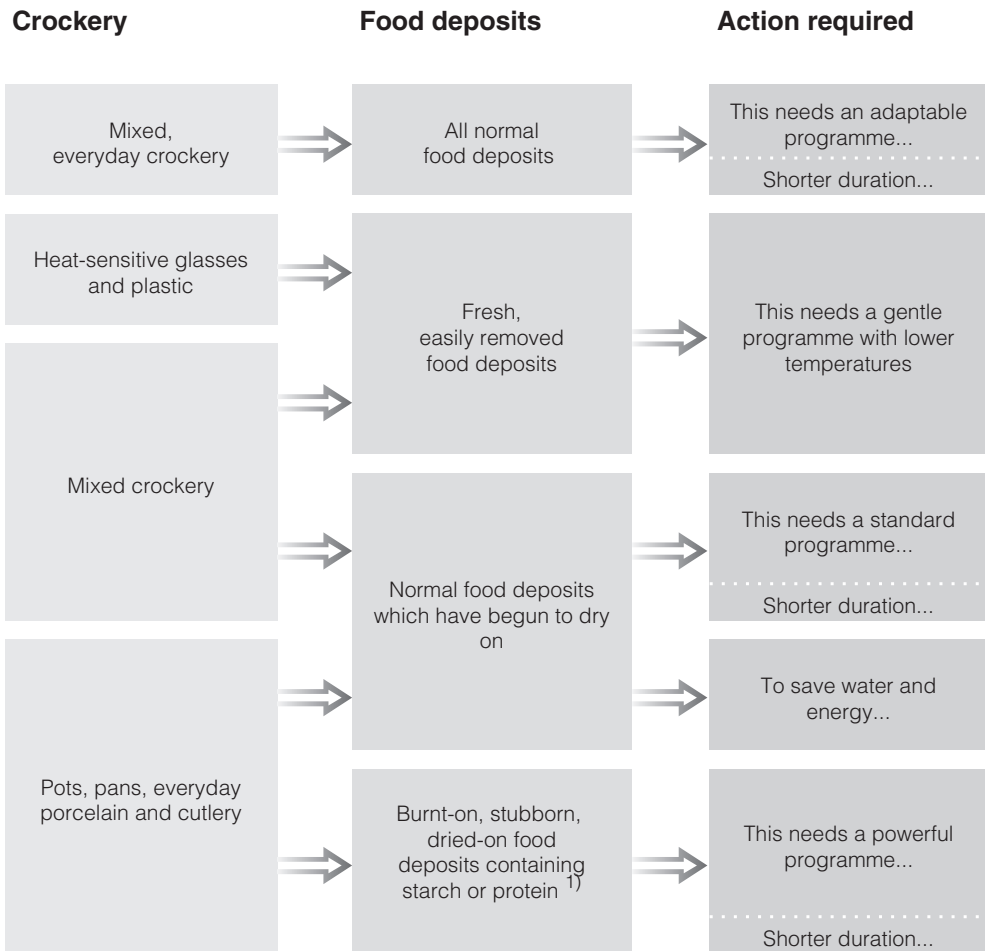 Crockery
Food deposits
Action required
Mixed,
everyday crockery
All normal
food deposits
This needs an adaptable
programme...
Shorter duration...
Heat-sensitive glasses
and plastic
Fresh,
easily removed
food deposits
This needs a gentle
programme with lower
temperatures
Mixed crockery
Normal food deposits
which have begun to dry
on
This needs a standard
programme...
Shorter duration...
To save water and
energy...
Pots, pans, everyday
porcelain and cutlery
Burnt-on, stubborn,
dried-on food
deposits containing
starch or protein 1)
This needs a powerful
programme...
Shorter duration...